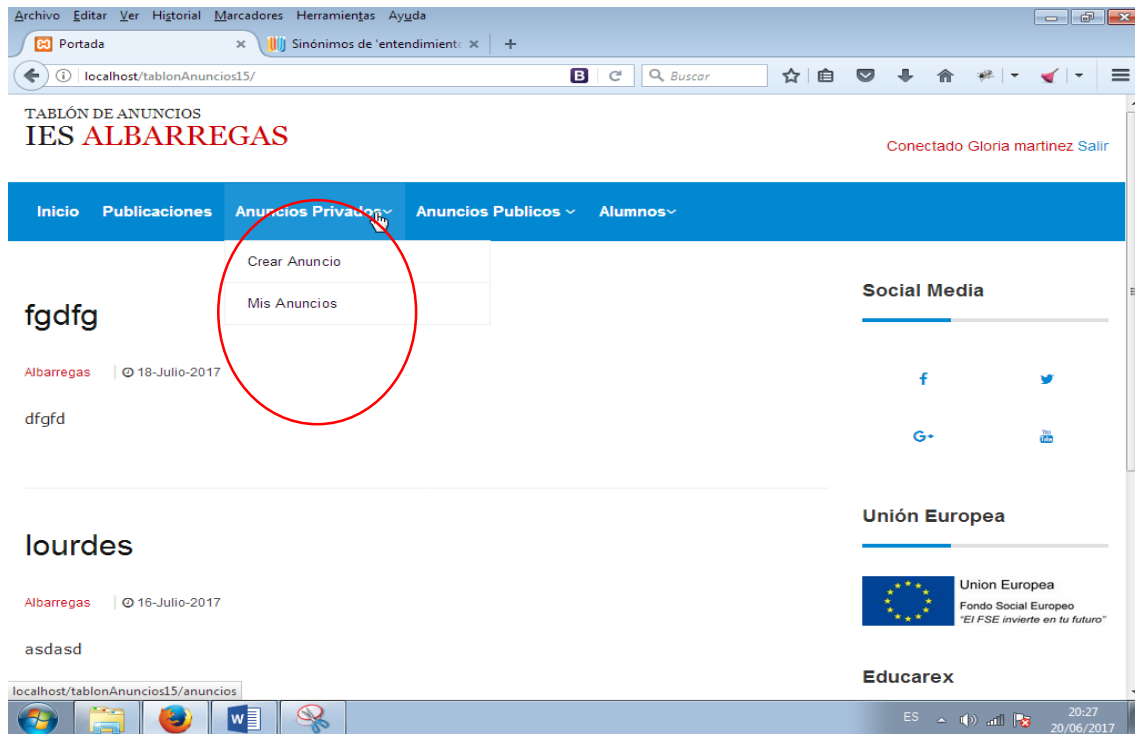 Archivo Editar Ver Historial Marcadores Herramientas Ayuda
Portada
Sinónimos de 'entendimiento
localhost/tablonAnuncios15/
B
Buscar
TABLÓN DE ANUNCIOS
IES ALBARREGAS
Conectado Gloria martinez Salir
Inicio Publicaciones Anuncios Privados Anuncios Publicos Alumnos
Crear Anuncio
Mis Anuncios
fgdfg
Albarregas 18-Julio-2017
dfgfd
lourdes
Albarregas 16-Julio-2017
asdasd
Social Media
f
G+
You Tube
Unión Europea
Union Europea
Fondo Social Europeo
"El FSE invierte en tu futuro"
Educarex
localhost/tablonAnuncios15/anuncios
W
ES
20:27
20/06/2017